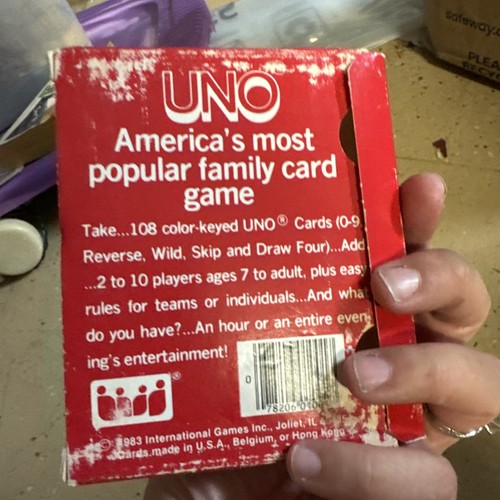 safeway.c
PLEA
UNO
America's most
popular family card
game
Take...108 color-keyed UNO® Cards (0-9,
Reverse, Wild, Skip and Draw Four)...Add
...2 to 10 players ages 7 to adult, plus easy
rules for teams or individuals...And what
do you have?...An hour or an entire even-
ing's entertainment!
®
0
© 1983 International Games Inc., Joliet, IL
Cards made in U.S.A., Belgium, or Hong Kong